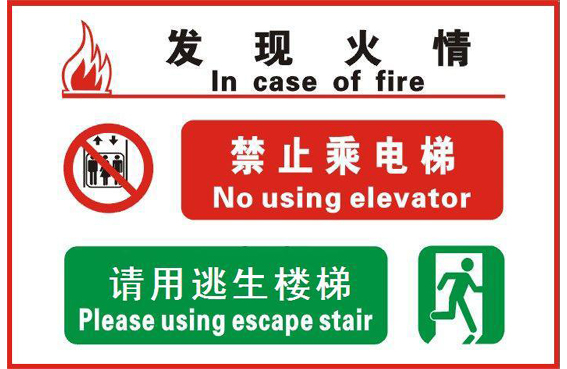 发现火情
In case of fire
禁止乘电梯
No using elevator
请用逃生楼梯
Please using escape stair